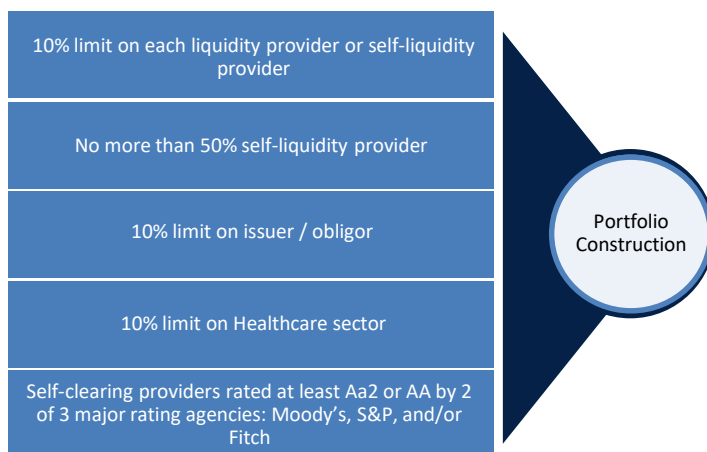 10% limit on each liquidity provider or self-liquidity
provider
No more than 50% self-liquidity provider
10% limit on issuer / obligor
10% limit on Healthcare sector
Self-clearing providers rated at least Aa2 or AA by 2
of 3 major rating agencies: Moody’s, S&P, and/or
Fitch
Portfolio
Construction